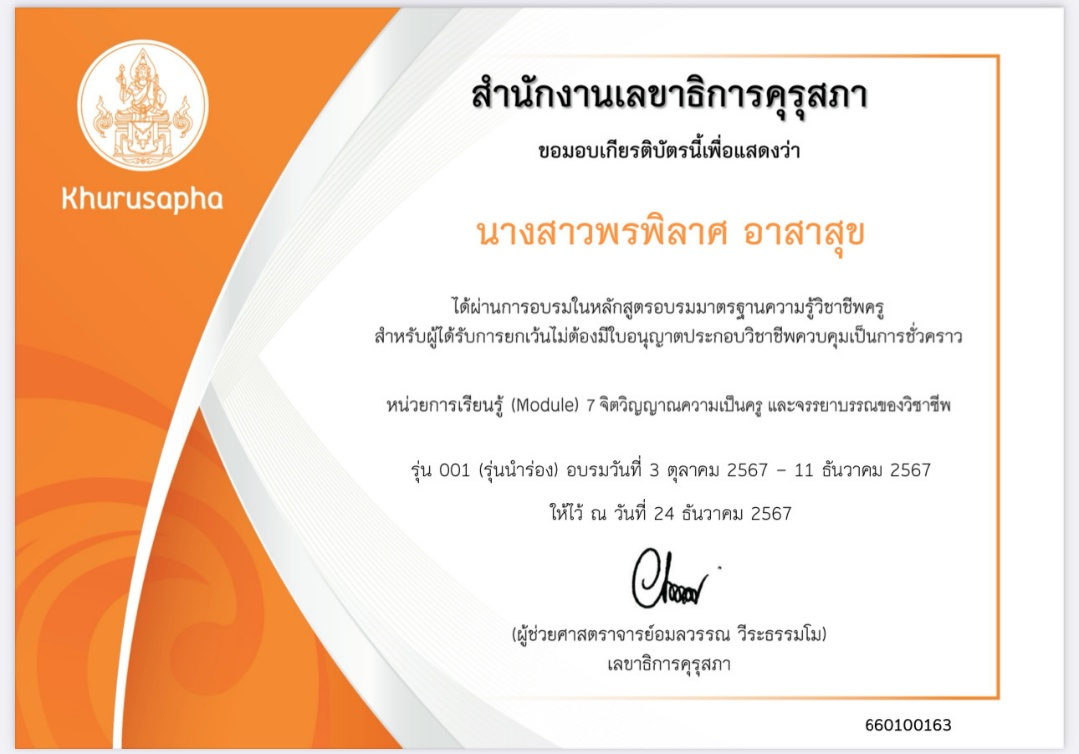 Khurusapha
สำนักงานเลขาธิการคุรุสภา
ขอมอบเกียรติบัตรนี้เพื่อแสดงว่า
นางสาวพรพิลาศ อาสาสุข
ได้ผ่านการอบรมในหลักสูตรอบรมมาตรฐานความรู้วิชาชีพครู
สำหรับผู้ได้รับการยกเว้นไม่ต้องมีใบอนุญาตประกอบวิชาชีพควบคุมเป็นการชั่วคราว
หน่วยการเรียนรู้ (Module) 7 จิตวิญญาณความเป็นครู และจรรยาบรรณของวิชาชีพ
รุ่น 001 (รุ่นนำร่อง) อบรมวันที่ 3 ตุลาคม 2567 – 11 ธันวาคม 2567
ให้ไว้ ณ วันที่ 24 ธันวาคม 2567
(ผู้ช่วยศาสตราจารย์อมลวรรณ วีระธรรมโม)
เลขาธิการคุรุสภา
660100163